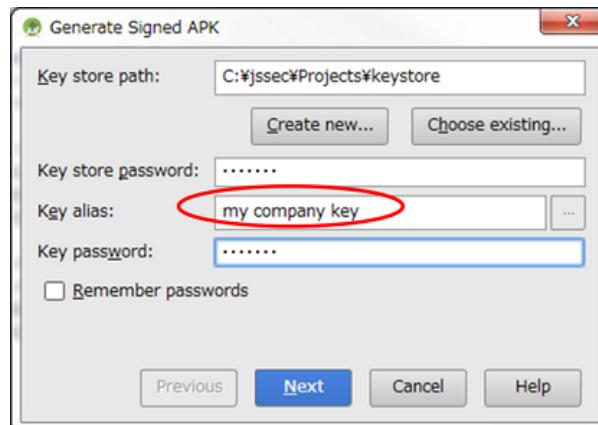 Generate Signed APK
Key store path: C:¥jssec¥Projects¥keystore
Create new... Choose existing...
Key store password: ·······
Key alias: my company key ...
Key password: ·······
Remember passwords
Previous Next Cancel Help